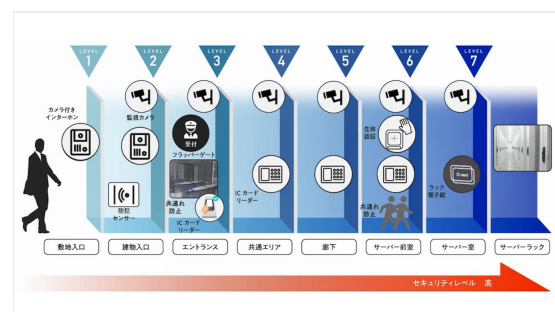 LEVEL
1
LEVEL
2
LEVEL
3
LEVEL
4
LEVEL
5
LEVEL
6
LEVEL
7
カメラ付き
インターホン
監視カメラ
防犯
センサー
受付
フラッパーゲート
共連れ
防止
ICカード
リーダー
ICカード
リーダー
生体
認証
共連れ
防止
ラック
電子錠
敷地入口
建物入口
エントランス
共通エリア
廊下
サーバー前室
サーバー室
サーバーラック
セキュリティレベル 高